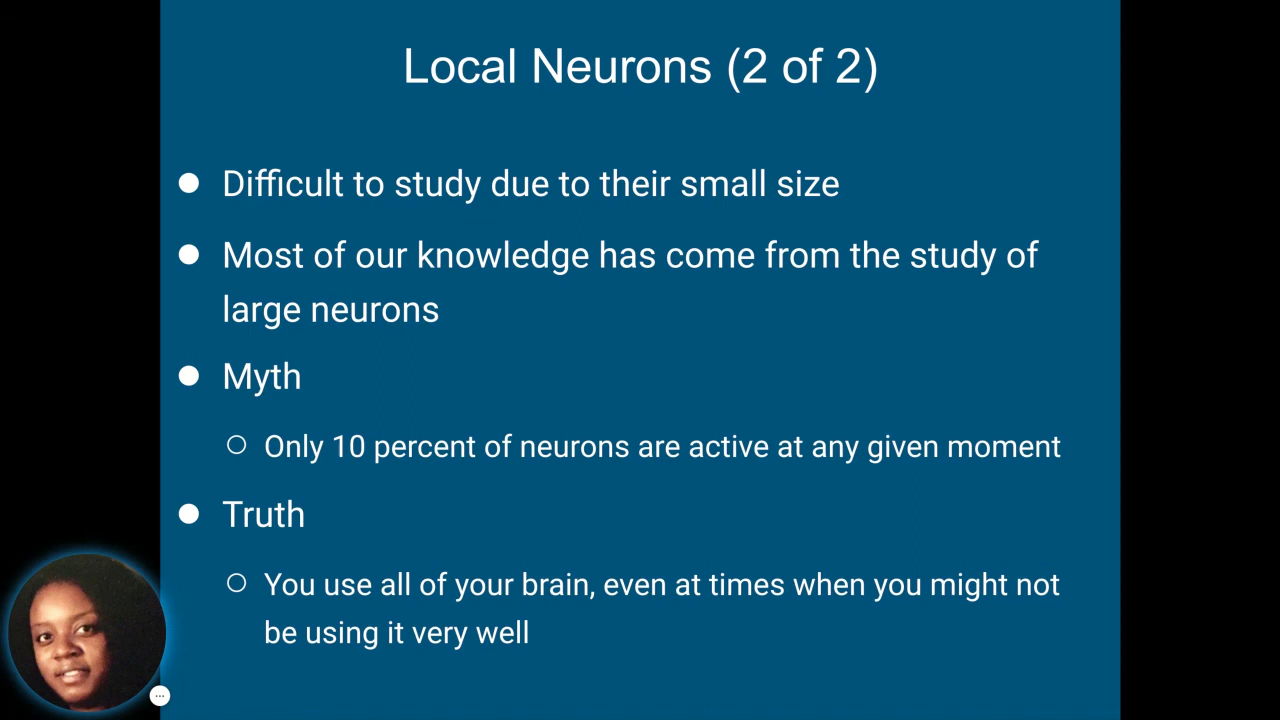 Local Neurons (2 of 2)
● Difficult to study due to their small size
● Most of our knowledge has come from the study of
large neurons
● Myth
○ Only 10 percent of neurons are active at any given moment
● Truth
○ You use all of your brain, even at times when you might not
be using it very well